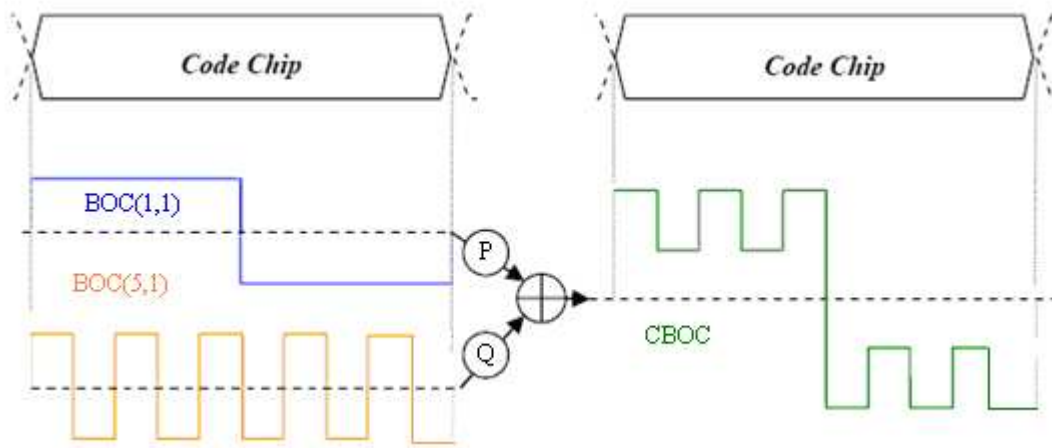 Code Chip
Code Chip
BOC(1,1)
P
BOC(5,1)
CBOC
Q